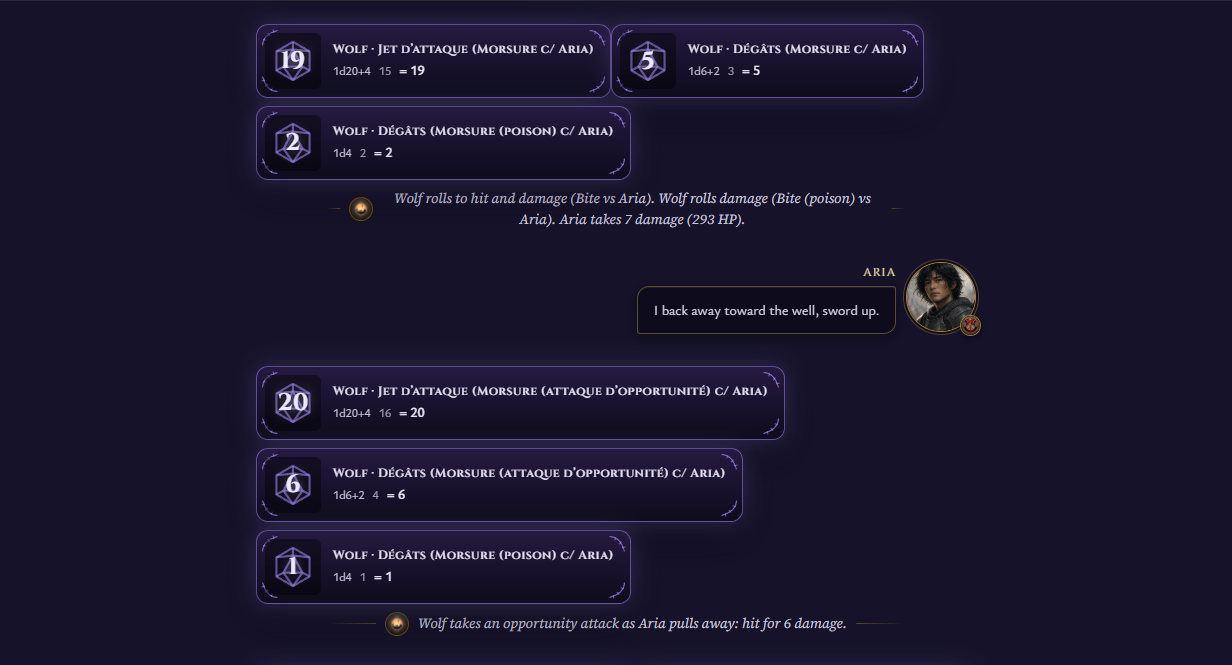 19
Wolf · Jet d'attaque (Morsure c/ Aria)
1d20+4 15 = 19
5
Wolf · Dégâts (Morsure c/ Aria)
1d6+2 3 = 5
2
Wolf · Dégâts (Morsure (poison) c/ Aria)
1d4 2 = 2
Wolf rolls to hit and damage (Bite vs Aria). Wolf rolls damage (Bite (poison) vs
Aria). Aria takes 7 damage (293 HP).
ARIA
I back away toward the well, sword up.
20
Wolf · Jet d'attaque (Morsure (attaque d'opportunité) c/ Aria)
1d20+4 16 = 20
6
Wolf · Dégâts (Morsure (attaque d'opportunité) c/ Aria)
1d6+2 4 = 6
1
Wolf · Dégâts (Morsure (poison) c/ Aria)
1d4 1 = 1
Wolf takes an opportunity attack as Aria pulls away: hit for 6 damage.